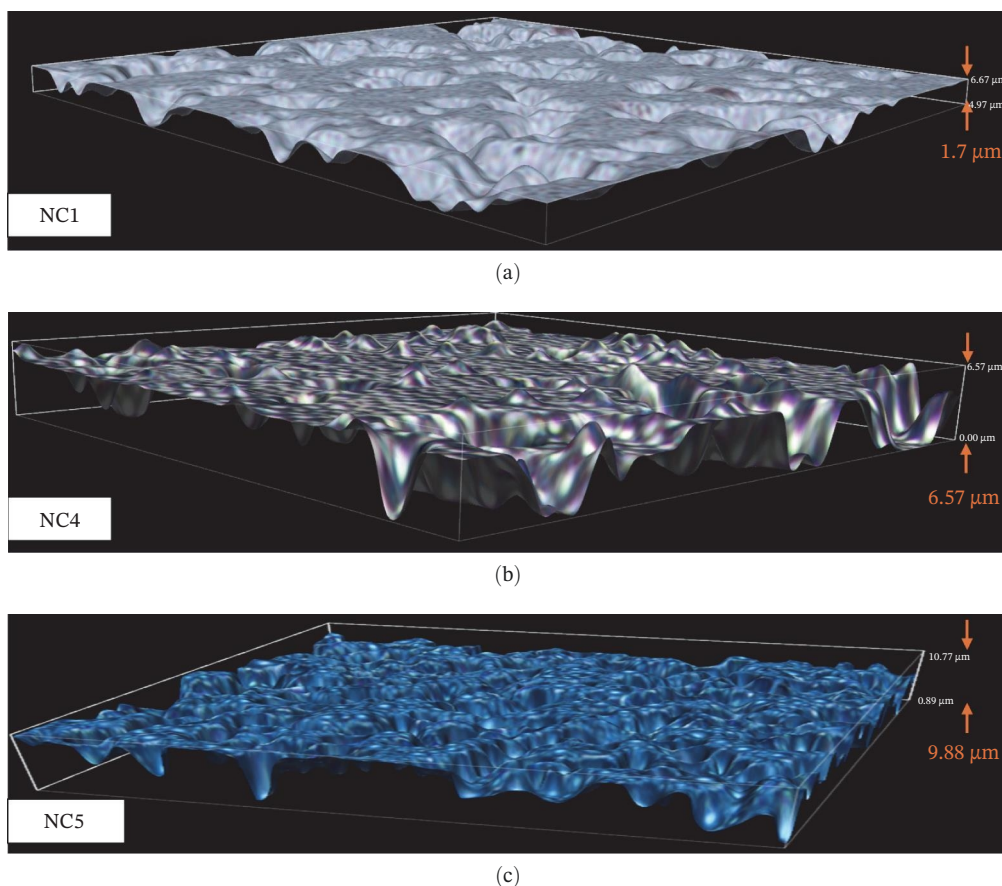 6.67 µm
4.97 µm
1.7 µm
NC1
(a)
6.57 µm
0.00 µm
6.57 µm
NC4
(b)
10.77 µm
0.89 µm
9.88 µm
NC5
(c)